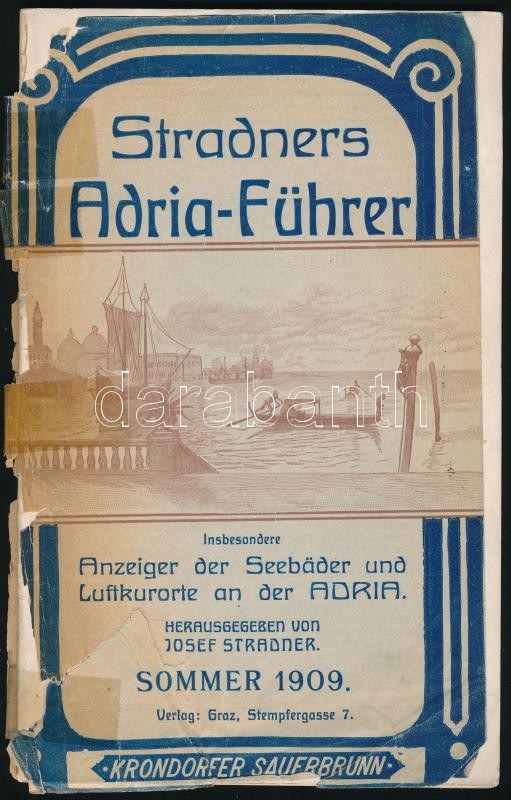 Stradners
Adria-Führer
darabanth
Insbesondere
Anzeiger der Seebäder und
Luftkurorte an der ADRIA.
HERAUSGEGEBEN VON
JOSEF STRADNER.
SOMMER 1909.
Verlag: Graz, Stempfergasse 7.
KRONDORFER SAUERBRUNN